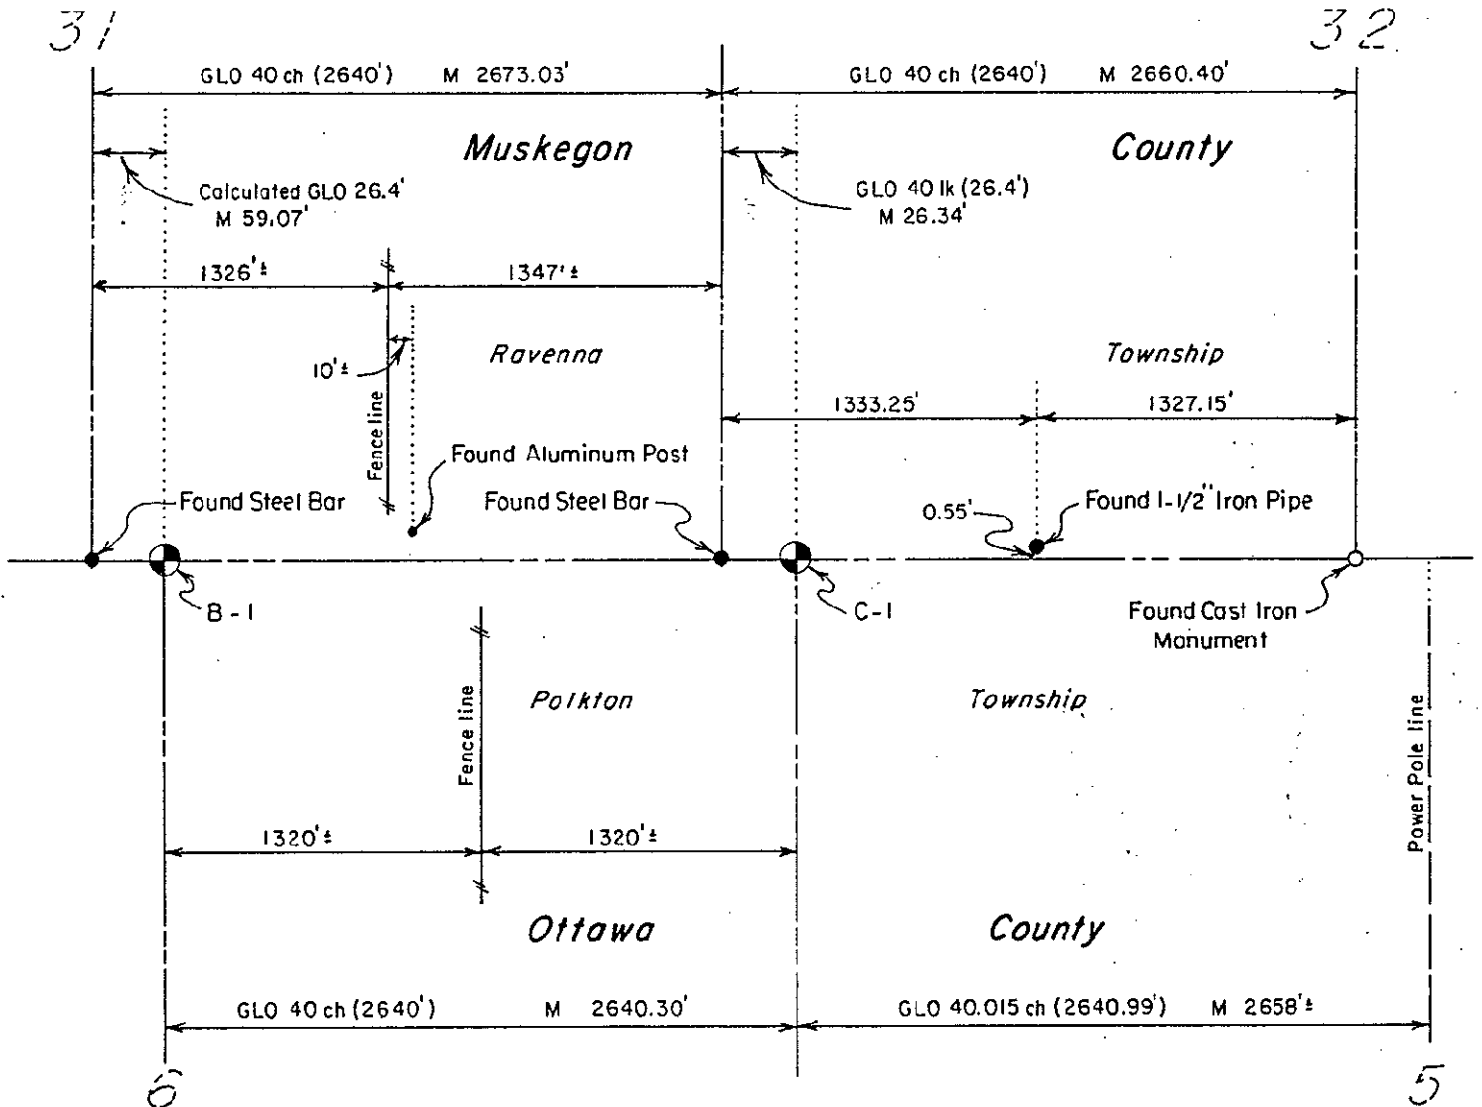 31
32
GLO 40 ch (2640') M 2673.03'
GLO 40 ch (2640') M 2660.40'
Muskegon
County
Calculated GLO 26.4'
M 59.07'
GLO 40 lk (26.4')
M 26.34'
1326'±
1347'±
Ravenna
Township
10'±
Fence line
1333.25'
1327.15'
Found Aluminum Post
Found Steel Bar
Found Steel Bar
0.55'
Found 1-1/2" Iron Pipe
B-1
C-1
Found Cast Iron
Monument
Polkton
Township
Fence line
Power Pole line
1320'±
1320'±
Ottawa
County
GLO 40 ch (2640') M 2640.30'
GLO 40.015 ch (2640.99') M 2658'±
6
5